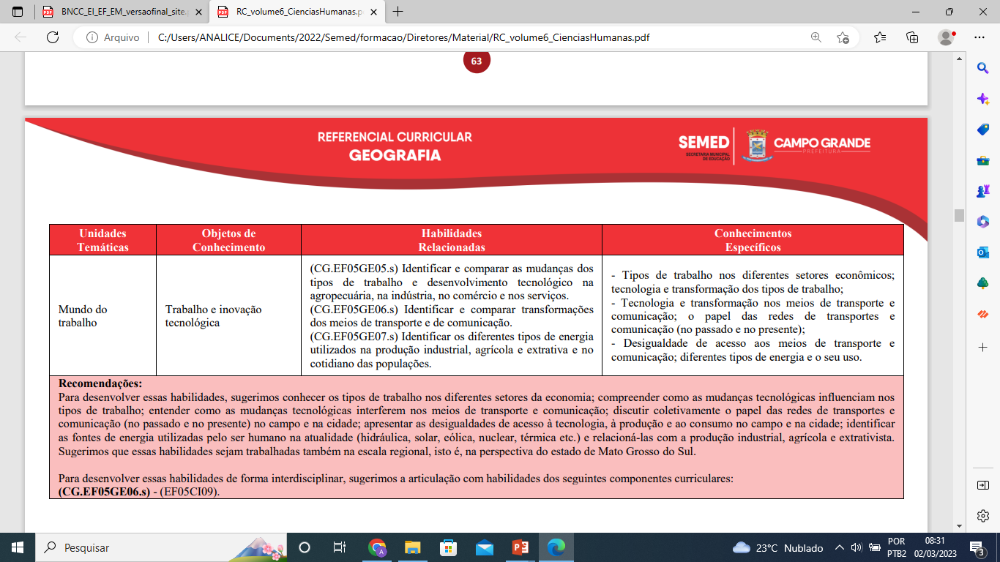 BNCC_EI_EF_EM_versaofinal_site.
RC_volume6_CienciasHumanas.p
Arquivo
C:/Users/ANALICE/Documents/2022/Semed/formacao/Diretores/Material/RC_volume6_CienciasHumanas.pdf
63
REFERENCIAL CURRICULAR
GEOGRAFIA
SEMED
SECRETARIA MUNICIPAL
DE EDUCAÇÃO
CAMPO GRANDE
PREFEITURA
Unidades
Temáticas
Objetos de
Conhecimento
Habilidades
Relacionadas
Conhecimentos
Específicos
Mundo do
trabalho
Trabalho e inovação
tecnológica
(CG.EF05GE05.s) Identificar e comparar as mudanças dos
tipos de trabalho e desenvolvimento tecnológico na
agropecuária, na indústria, no comércio e nos serviços.
(CG.EF05GE06.s) Identificar e comparar transformações
dos meios de transporte e de comunicação.
(CG.EF05GE07.s) Identificar os diferentes tipos de energia
utilizados na produção industrial, agrícola e extrativa e no
cotidiano das populações.
- Tipos de trabalho nos diferentes setores econômicos;
tecnologia e transformação dos tipos de trabalho;
- Tecnologia e transformação nos meios de transporte e
comunicação; o papel das redes de transportes e
comunicação (no passado e no presente);
- Desigualdade de acesso aos meios de transporte e
comunicação; diferentes tipos de energia e o seu uso.
Recomendações:
Para desenvolver essas habilidades, sugerimos conhecer os tipos de trabalho nos diferentes setores da economia; compreender como as mudanças tecnológicas influenciam nos
tipos de trabalho; entender como as mudanças tecnológicas interferem nos meios de transporte e comunicação; discutir coletivamente o papel das redes de transportes e
comunicação (no passado e no presente) no campo e na cidade; apresentar as desigualdades de acesso à tecnologia, à produção e ao consumo no campo e na cidade; identificar
as fontes de energia utilizadas pelo ser humano na atualidade (hidráulica, solar, eólica, nuclear, térmica etc.) e relacioná-las com a produção industrial, agrícola e extrativista.
Sugerimos que essas habilidades sejam trabalhadas também na escala regional, isto é, na perspectiva do estado de Mato Grosso do Sul.
Para desenvolver essas habilidades de forma interdisciplinar, sugerimos a articulação com habilidades dos seguintes componentes curriculares:
(CG.EF05GE06.s) - (EF05CI09).
Pesquisar
23°C Nublado
POR
PTB2
08:31
02/03/2023
3